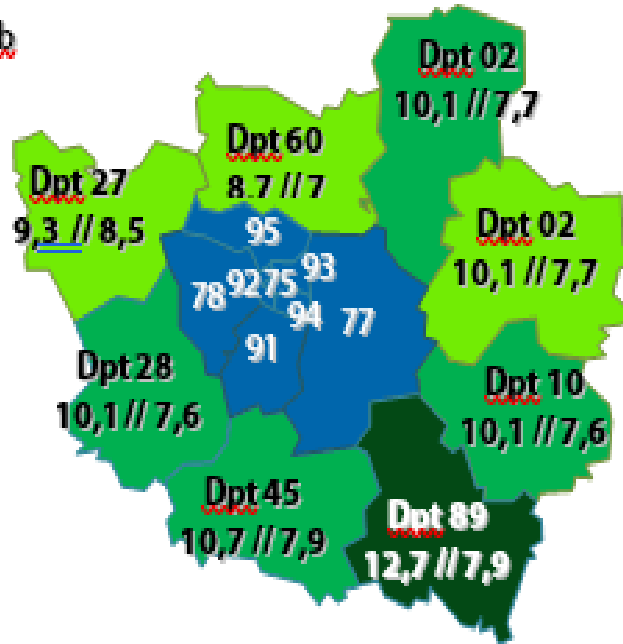 b
Dpt 02
10,1 // 7,7
Dpt 60
8,7 // 7
Dpt 27
9,3 // 8,5
Dpt 02
10,1 // 7,7
95
93
92
75
78
94
77
91
Dpt 28
10,1 // 7,6
Dpt 10
10,1 // 7,6
Dpt 45
10,7 // 7,9
Dpt 89
12,7 // 7,9